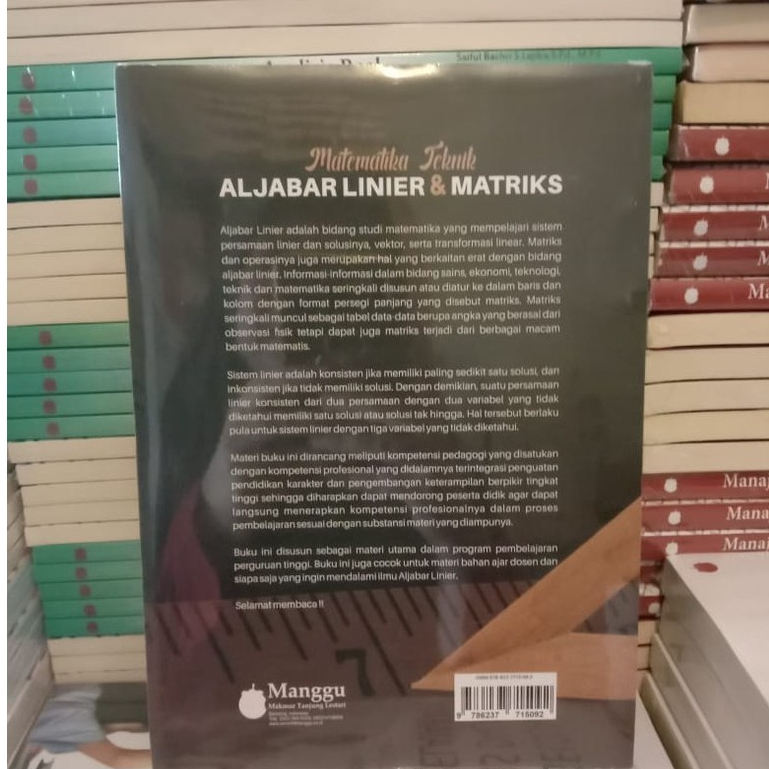 Saiful Bachri S.Lapiku S.Pd., M.Pd.
Matematika Teknik
ALJABAR LINIER & MATRIKS
Aljabar Linier adalah bidang studi matematika yang mempelajari sistem
persamaan linier dan solusinya, vektor, serta transformasi linear. Matriks
dan operasinya juga merupakan hal yang berkaitan erat dengan bidang
aljabar linier. Informasi-informasi dalam bidang sains, ekonomi, teknologi,
teknik dan matematika seringkali disusun atau diatur ke dalam baris dan
kolom dengan format persegi panjang yang disebut matriks. Matriks
seringkali muncul sebagai tabel data-data berupa angka yang berasal dari
observasi fisik tetapi dapat juga matriks terjadi dari berbagai macam
bentuk matematis.
Sistem linier adalah konsisten jika memiliki paling sedikit satu solusi, dan
inkonsisten jika tidak memiliki solusi. Dengan demikian, suatu persamaan
linier konsisten dari dua persamaan dengan dua variabel yang tidak
diketahui memiliki satu solusi atau solusi tak hingga. Hal tersebut berlaku
pula untuk sistem linier dengan tiga variabel yang tidak diketahui.
Materi buku ini dirancang meliputi kompetensi pedagogi yang disatukan
dengan kompetensi profesional yang didalamnya terintegrasi penguatan
pendidikan karakter dan pengembangan keterampilan berpikir tingkat
tinggi sehingga diharapkan dapat mendorong peserta didik agar dapat
langsung menerapkan kompetensi profesionalnya dalam proses
pembelajaran sesuai dengan substansi materi yang diampunya.
Buku ini disusun sebagai materi utama dalam program pembelajaran
perguruan tinggi. Buku ini juga cocok untuk materi bahan ajar dosen dan
siapa saja yang ingin mendalami ilmu Aljabar Linier.
Selamat membaca !!
7
Manggu
Makmur Tanjung Lestari
9 786237 715092
Manaj
Mana
Manaj